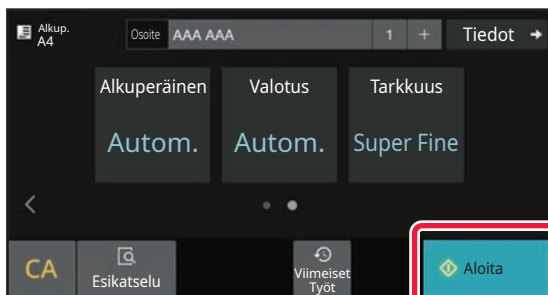 Alkup.
A4
Osoite AAA AAA 1 + Tiedot
Alkuperäinen Valotus Tarkkuus
Autom. Autom. Super Fine
CA
Esikatselu
Viimeiset
Työt
Aloita